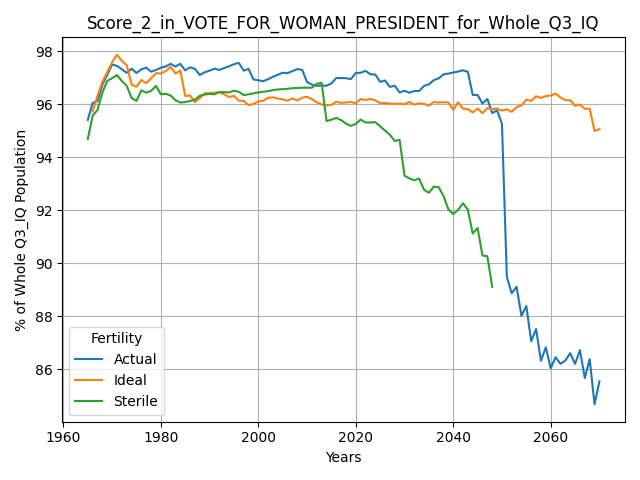 Score_2_in_VOTE_FOR_WOMAN_PRESIDENT_for_Whole_Q3_IQ
% of Whole Q3_IQ Population
98
96
94
92
90
88
86
Fertility
Actual
Ideal
Sterile
1960 1980 2000 2020 2040 2060
Years